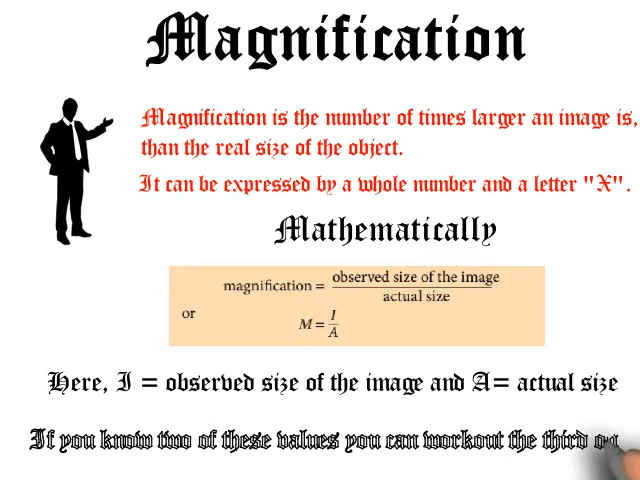 Magnification
Magnification is the number of times larger an image is,
than the real size of the object.
It can be expressed by a whole number and a letter "X".
Mathematically
magnification = observed size of the image
actual size
or
M = I
A
Here, I = observed size of the image and A= actual size
If you know two of these values you can workout the third